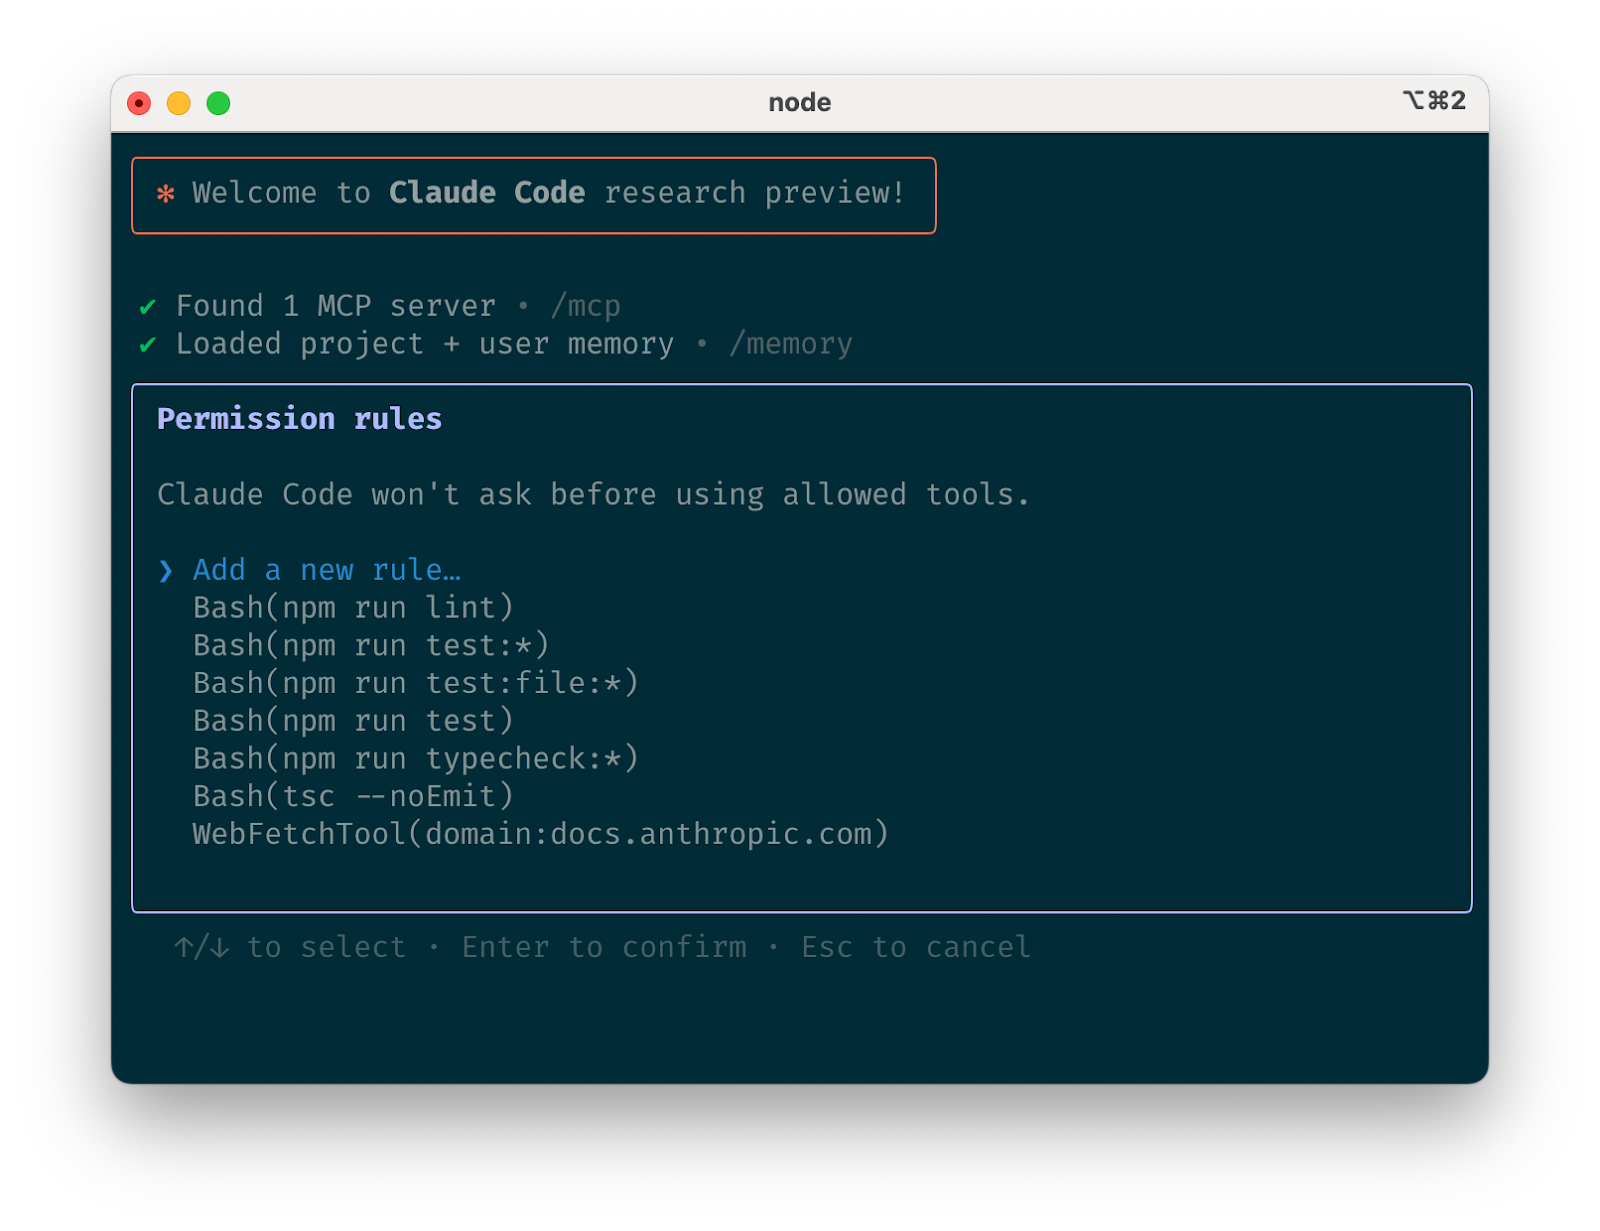 node
⌥⌘2
✻ Welcome to Claude Code research preview!
✔ Found 1 MCP server • /mcp
✔ Loaded project + user memory • /memory
Permission rules
Claude Code won't ask before using allowed tools.
❯ Add a new rule…
Bash(npm run lint)
Bash(npm run test:*)
Bash(npm run test:file:*)
Bash(npm run test)
Bash(npm run typecheck:*)
Bash(tsc --noEmit)
WebFetchTool(domain:docs.anthropic.com)
↑/↓ to select · Enter to confirm · Esc to cancel